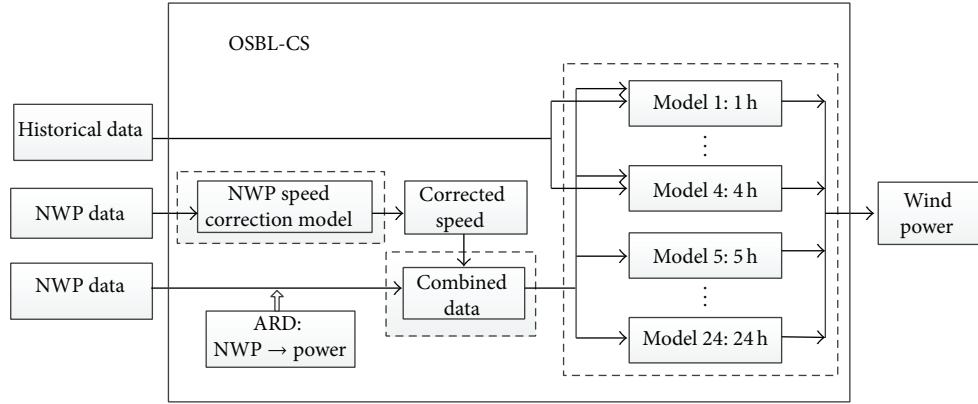 OSBL-CS
Historical data
NWP data
NWP speed
correction model
Corrected
speed
NWP data
Combined
data
ARD:
NWP → power
Model 1: 1 h
⋮
Model 4: 4 h
Model 5: 5 h
⋮
Model 24: 24 h
Wind
power